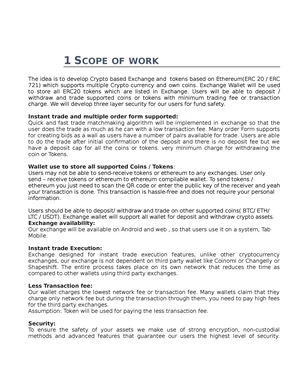 1 SCOPE OF WORK
The idea is to develop Crypto based Exchange and tokens based on Ethereum(ERC 20 / ERC
721) which supports multiple Crypto currency and own coins. Exchange Wallet will be used
to store all ERC20 tokens which are listed in Exchange. Users will be able to deposit /
withdraw and trade supported coins or tokens with minimum trading fee or transaction
charge. We will develop three layer security for our users for fund safety.
Instant trade and multiple order form supported:
Quick and fast trade matchmaking algorithm will be implemented in exchange so that the
user does the trade as much as he can with a low transaction fee. Many order Form supports
for creating bids as a wall as users have a number of pairs available for trade. Users are able
to do the trade after initial confirmation of the deposit and there is no deposit fee but we
have a deposit cap for all the coins or tokens. very minimum charge for withdrawing the
coin or Tokens.
Wallet use to store all supported Coins / Tokens:
Users may not be able to send-receive tokens or ethereum to any exchanges. User only
send – receive tokens or ethereum to ethereum compliable wallet. To send tokens /
ethereum you just need to scan the QR code or enter the public key of the receiver and yeah
your transaction is done. This transaction is hassle-free and does not require your personal
information.
Users should be able to deposit/ withdraw and trade on other supported coins( BTC/ ETH/
LTC / USDT). Exchange wallet will support all wallet for deposit and withdraw crypto assets.
Exchange availability:
Our exchange will be available on Android and web , so that users use it on a system, Tab
Mobile.
Instant trade Execution:
Exchange designed for instant trade execution features, unlike other cryptocurrency
exchanges, our exchange is not dependent on third party wallet like Coinomi or Changely or
Shapeshift. The entire process takes place on its own network that reduces the time as
compared to other wallets using third party exchanges.
Less Transaction fee:
Our wallet charges the lowest network fee or transaction fee. Many wallets claim that they
charge only network fee but during the transaction through them, you need to pay high fees
for the third party exchanges.
Assumption: Token will be used for paying the less transaction fee.
Security:
To ensure the safety of your assets we make use of strong encryption, non-custodial
methods and advanced features that guarantee our users the highest level of security.